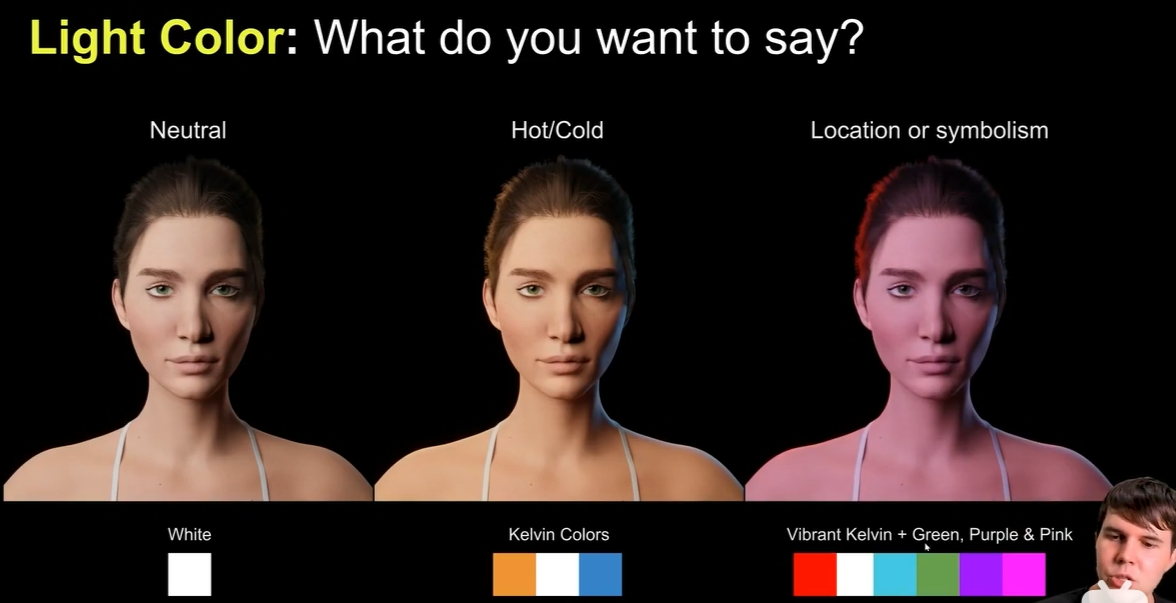 Light Color: What do you want to say?
Neutral
Hot/Cold
Location or symbolism
White
Kelvin Colors
Vibrant Kelvin + Green, Purple & Pink